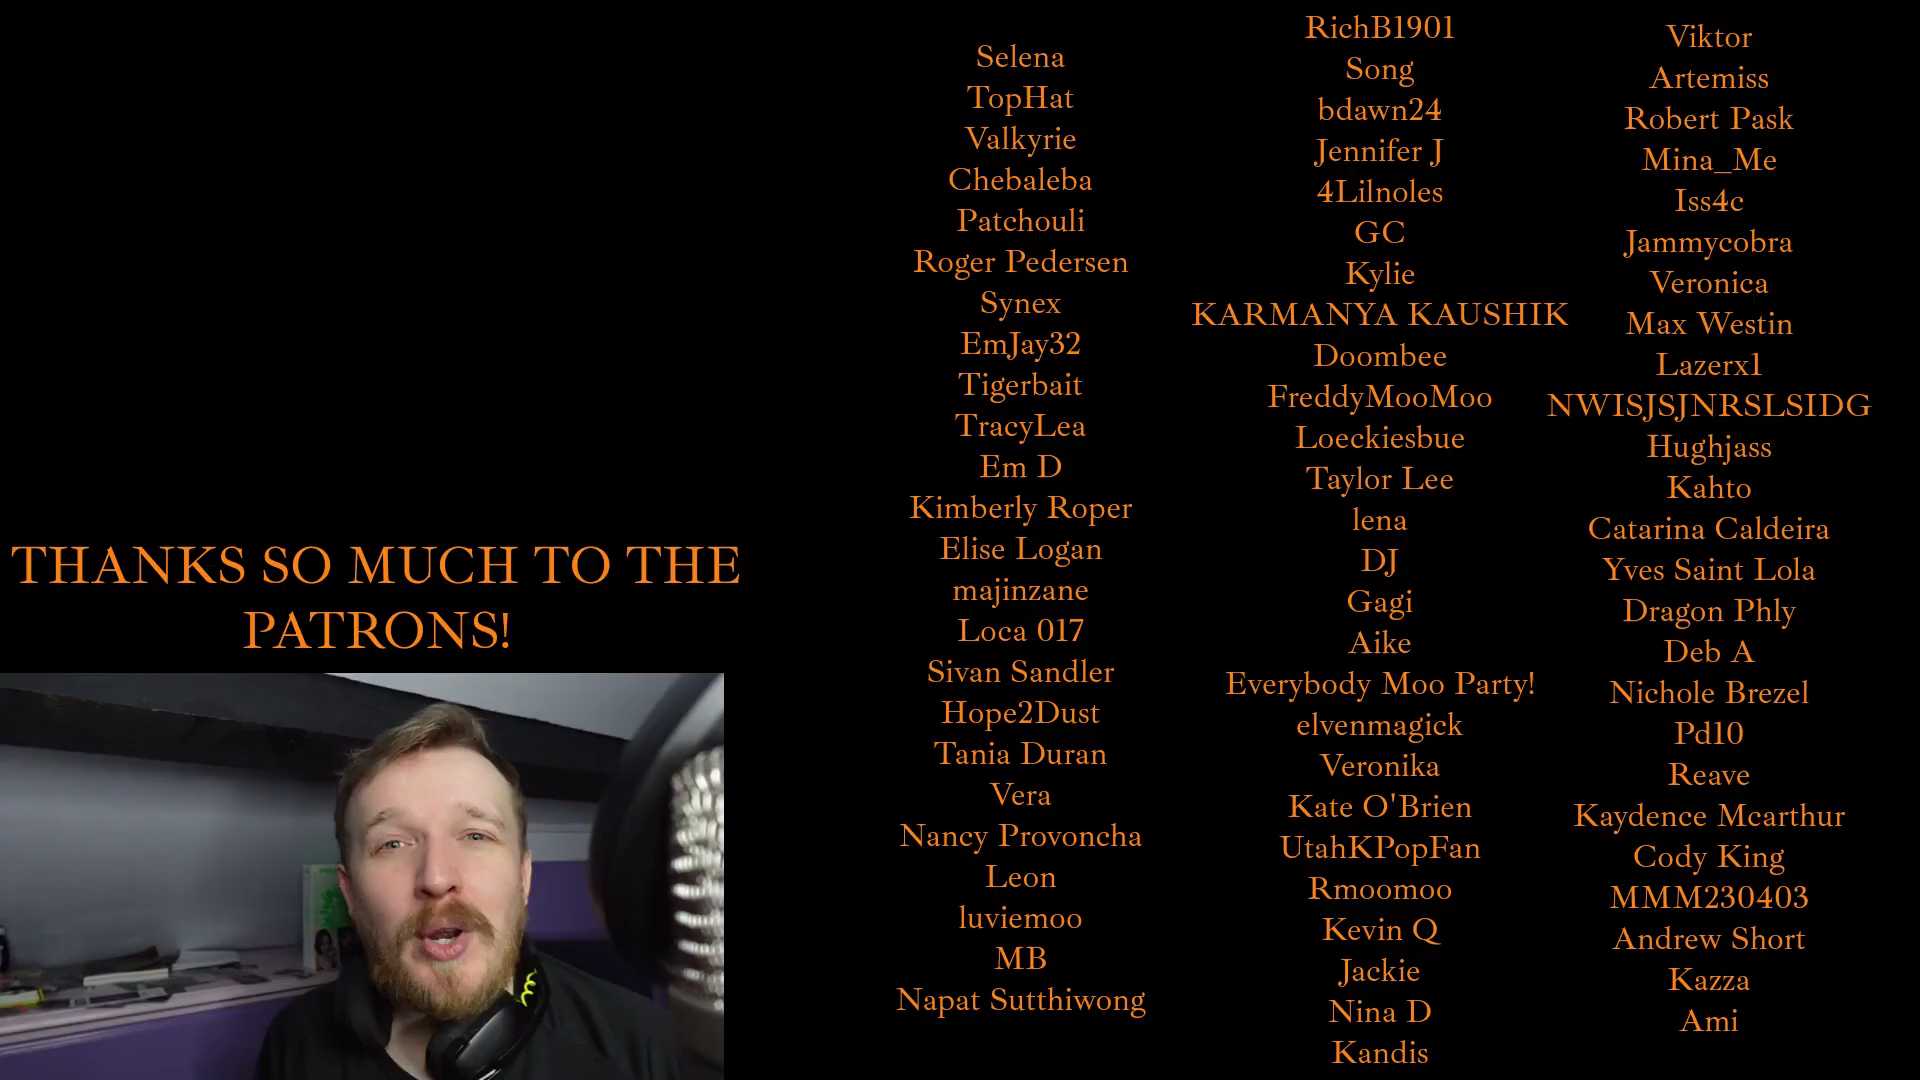 THANKS SO MUCH TO THE
PATRONS!
Selena
TopHat
Valkyrie
Chebaleba
Patchouli
Roger Pedersen
Synex
EmJay32
Tigerbait
TracyLea
Em D
Kimberly Roper
Elise Logan
majinzane
Loca 017
Sivan Sandler
Hope2Dust
Tania Duran
Vera
Nancy Provoncha
Leon
luviemoo
MB
Napat Sutthiwong
RichB1901
Song
bdawn24
Jennifer J
4Lilnoles
GC
Kylie
KARMANYA KAUSHIK
Doombee
FreddyMooMoo
Loeckiesbue
Taylor Lee
lena
DJ
Gagi
Aike
Everybody Moo Party!
elvenmagick
Veronika
Kate O'Brien
UtahKPopFan
Rmoomoo
Kevin Q
Jackie
Nina D
Kandis
Viktor
Artemiss
Robert Pask
Mina_Me
Iss4c
Jammycobra
Veronica
Max Westin
Lazerx1
NWISJSJNRSLSIDG
Hughjass
Kahto
Catarina Caldeira
Yves Saint Lola
Dragon Phly
Deb A
Nichole Brezel
Pd10
Reave
Kaydence Mcarthur
Cody King
MMM230403
Andrew Short
Kazza
Ami